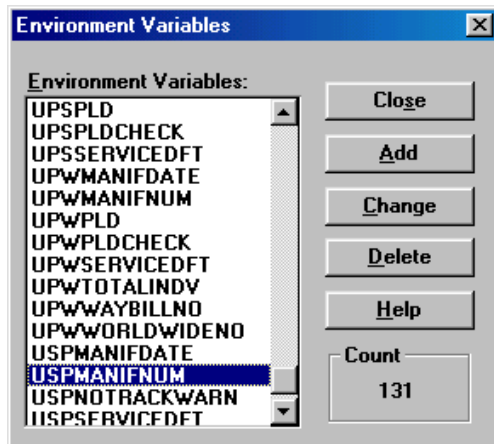 Environment Variables
Environment Variables:
UPSPLD
UPSPLDCHECK
UPSSERVICEDFT
UPWMANIFDATE
UPWMANIFNUM
UPWPLD
UPWPLDCHECK
UPWSERVICEDFT
UPWTOTALINDV
UPWWAYBILLNO
UPWWORLDWIDENO
USPMANIFDATE
USPMANIFNUM
USPNOTRACKWARN
USPSERVICEDFT
Close
Add
Change
Delete
Help
Count
131